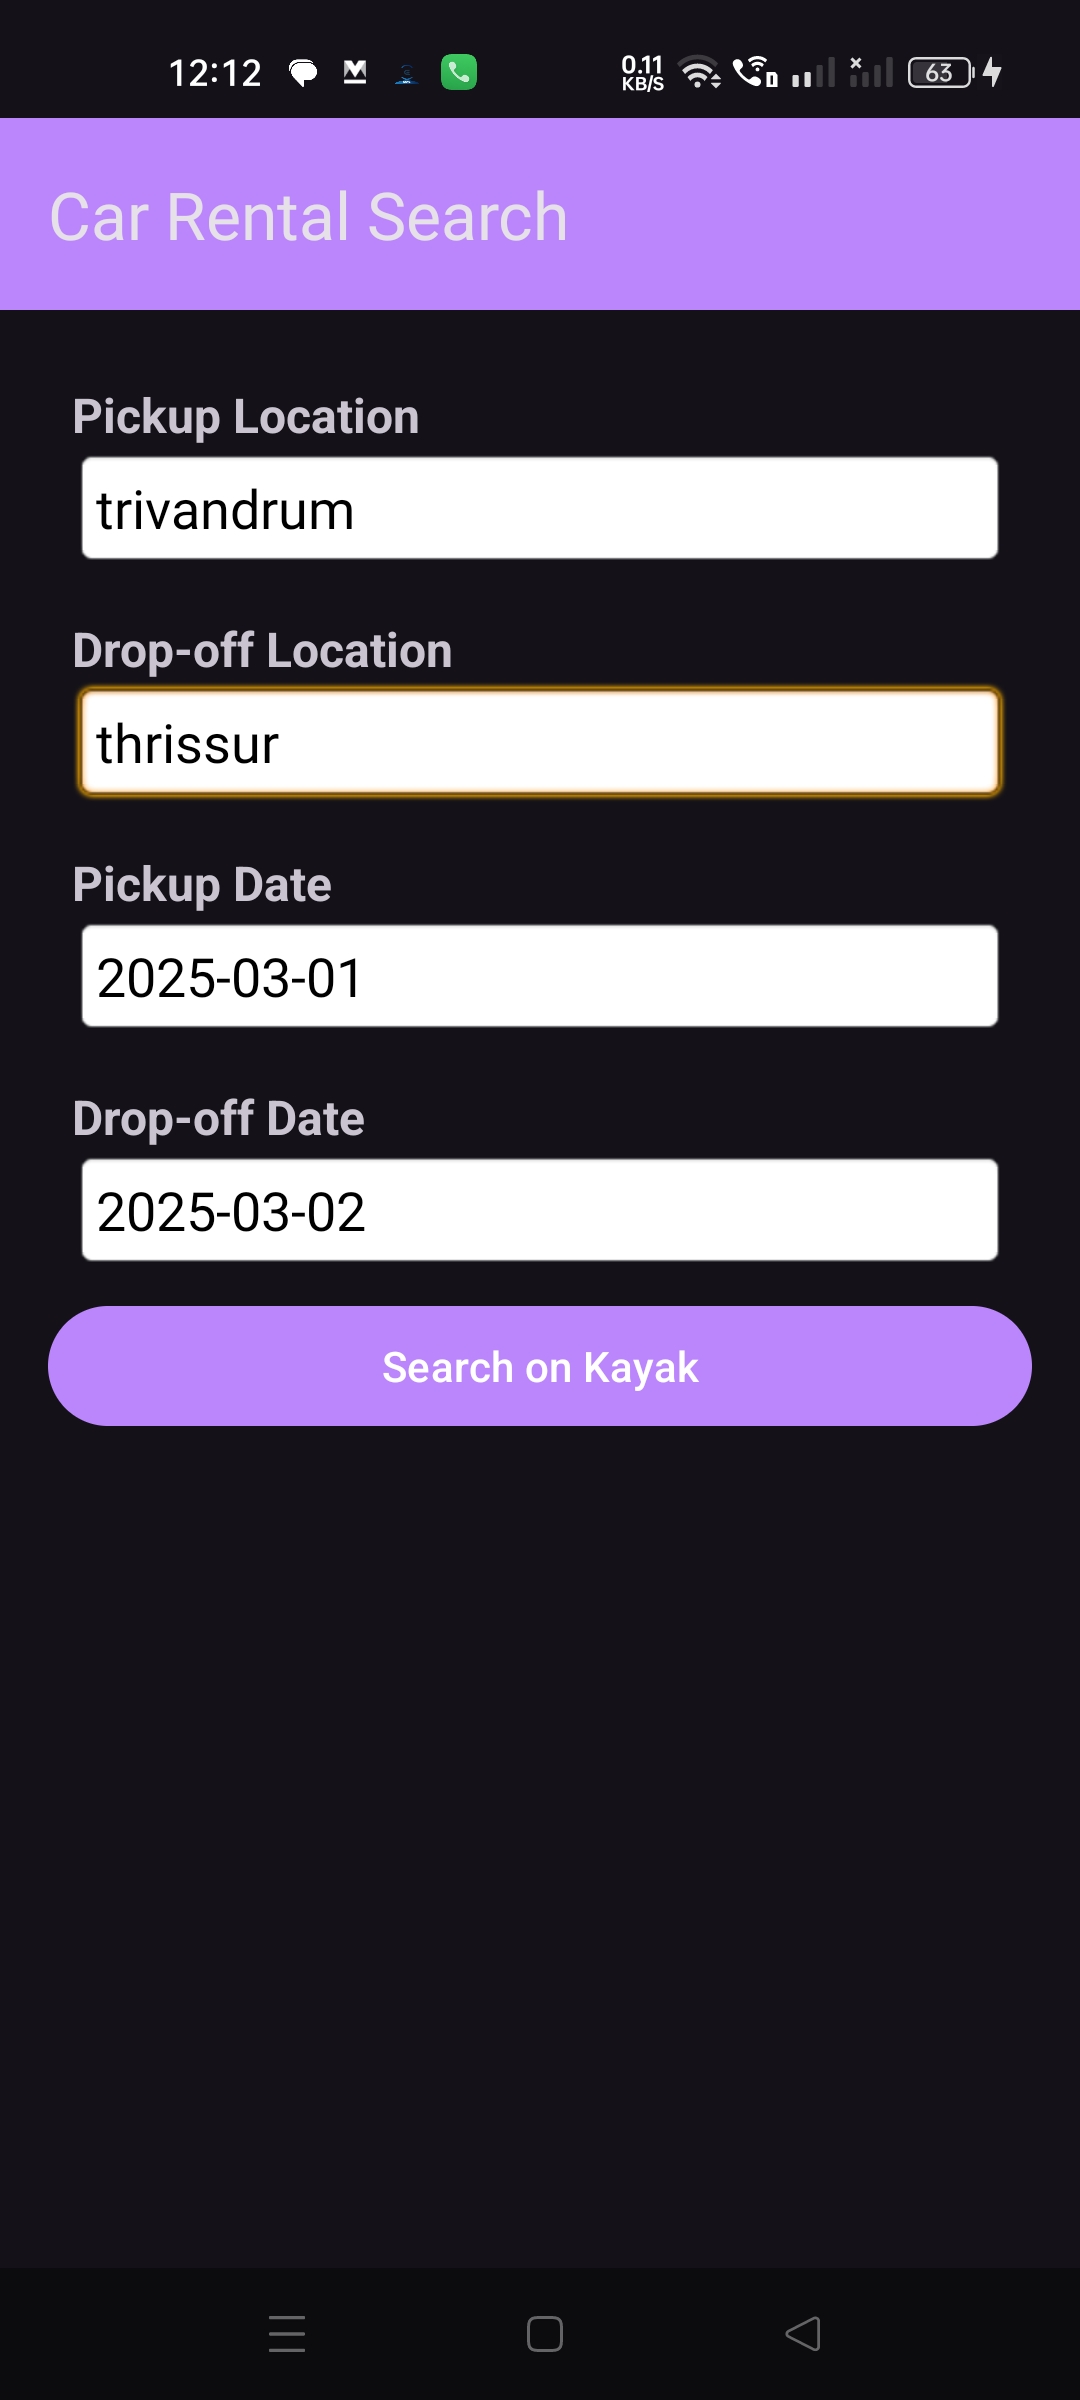 12:12
0.11
KB/S
63
Car Rental Search
Pickup Location
trivandrum
Drop-off Location
thrissur
Pickup Date
2025-03-01
Drop-off Date
2025-03-02
Search on Kayak